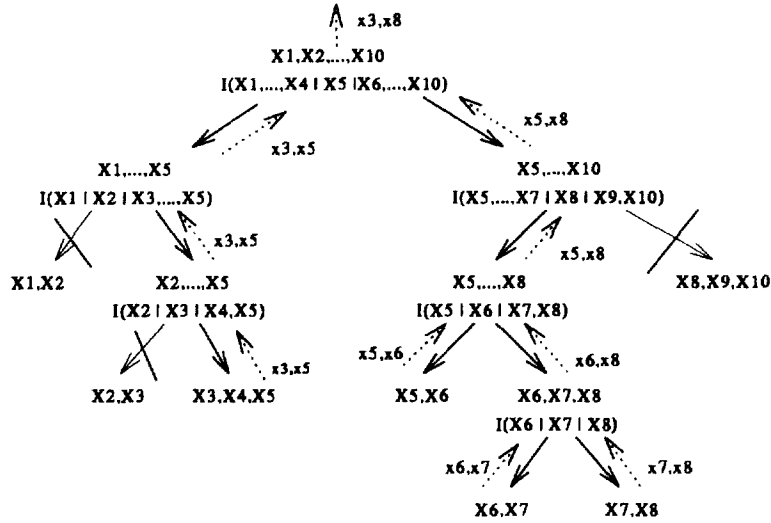 x3,x8
X1,X2,...,X10
I(X1,...,X4 | X5 | X6,...,X10)
x3,x5
x5,x8
X1,...,X5
I(X1 | X2 | X3,...,X5)
X5,...,X10
I(X5,...,X7 | X8 | X9,X10)
x3,x5
x5,x8
X1,X2
X2,...,X5
I(X2 | X3 | X4,X5)
X5,...,X8
I(X5 | X6 | X7,X8)
X8,X9,X10
x3,x5
x5,x6
x6,x8
X2,X3
X3,X4,X5
X5,X6
X6,X7,X8
I(X6 | X7 | X8)
x6,x7
x7,x8
X6,X7
X7,X8